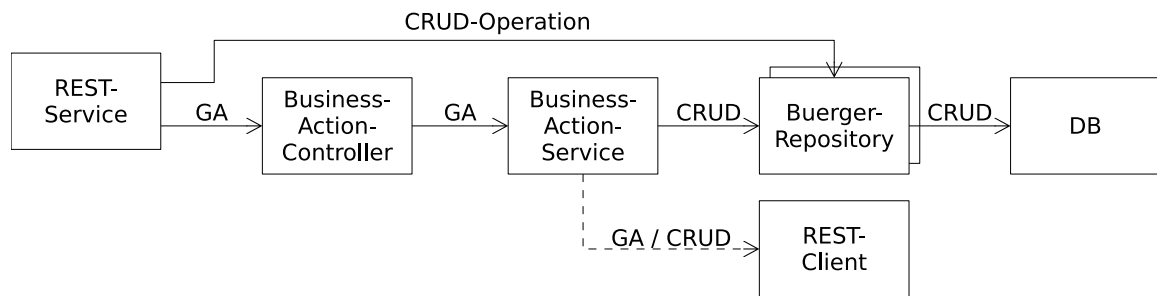 CRUD-Operation
REST-
Service
GA
Business-
Action-
Controller
GA
Business-
Action-
Service
CRUD
Buerger-
Repository
CRUD
DB
GA / CRUD
REST-
Client